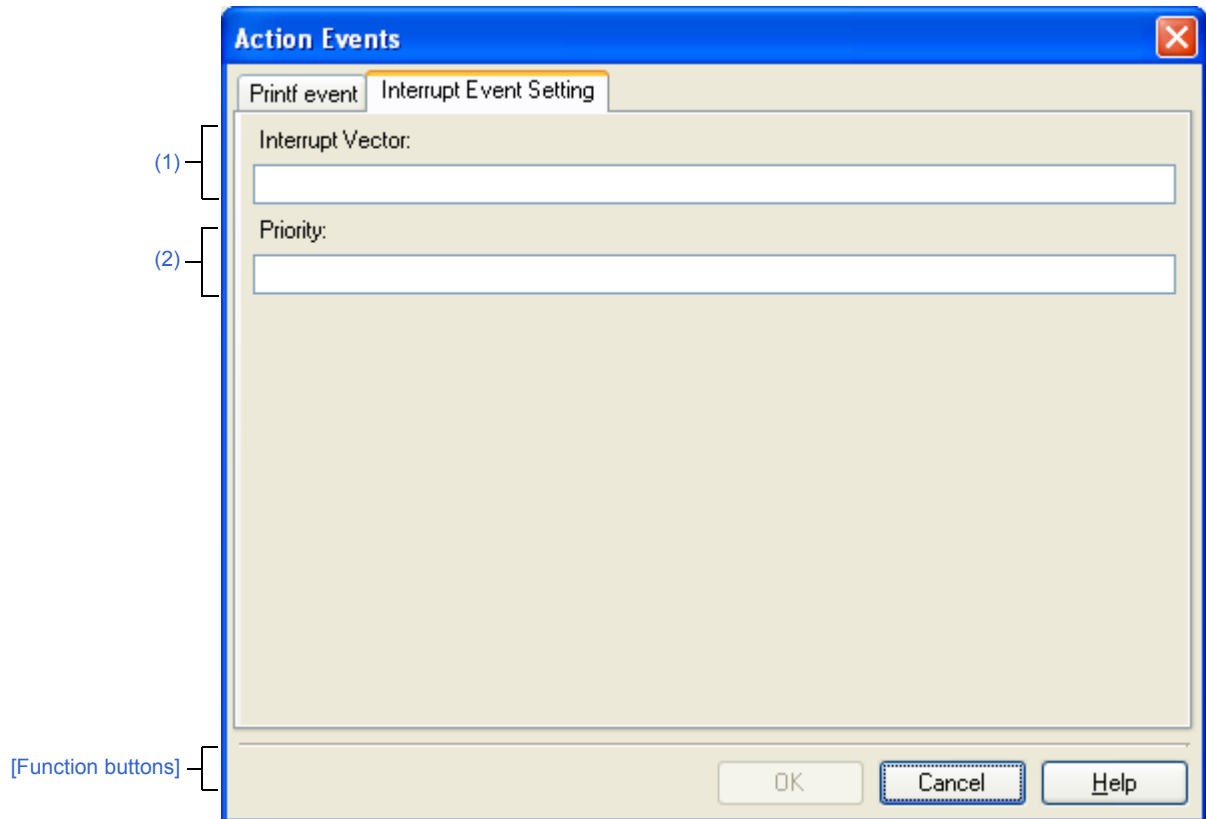 Action Events
Printf event Interrupt Event Setting
(1) Interrupt Vector:
(2) Priority:
[Function buttons] OK Cancel Help